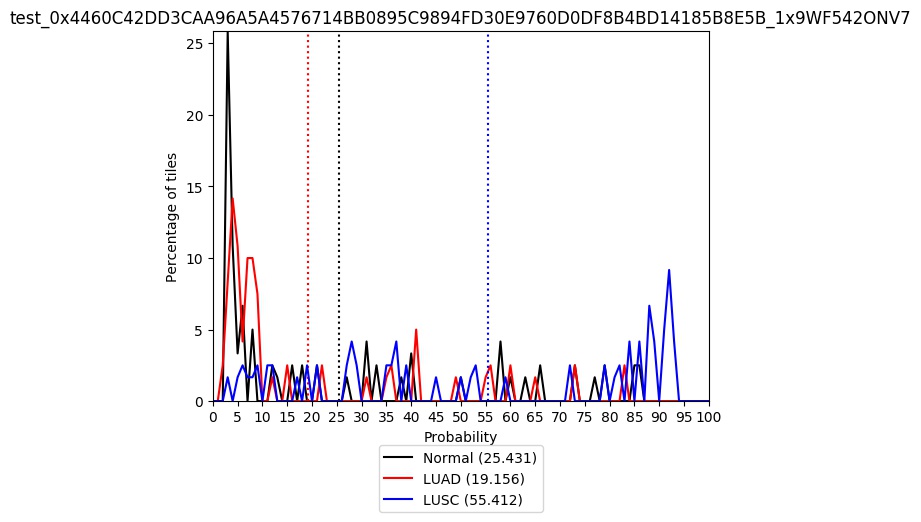 test_0x4460C42DD3CAA96A5A4576714BB0895C9894FD30E9760D0DF8B4BD14185B8E5B_1x9WF542ONV7
25
20
15
10
5
0
Percentage of tiles
0 5 10 15 20 25 30 35 40 45 50 55 60 65 70 75 80 85 90 95 100
Probability
Normal (25.431)
LUAD (19.156)
LUSC (55.412)